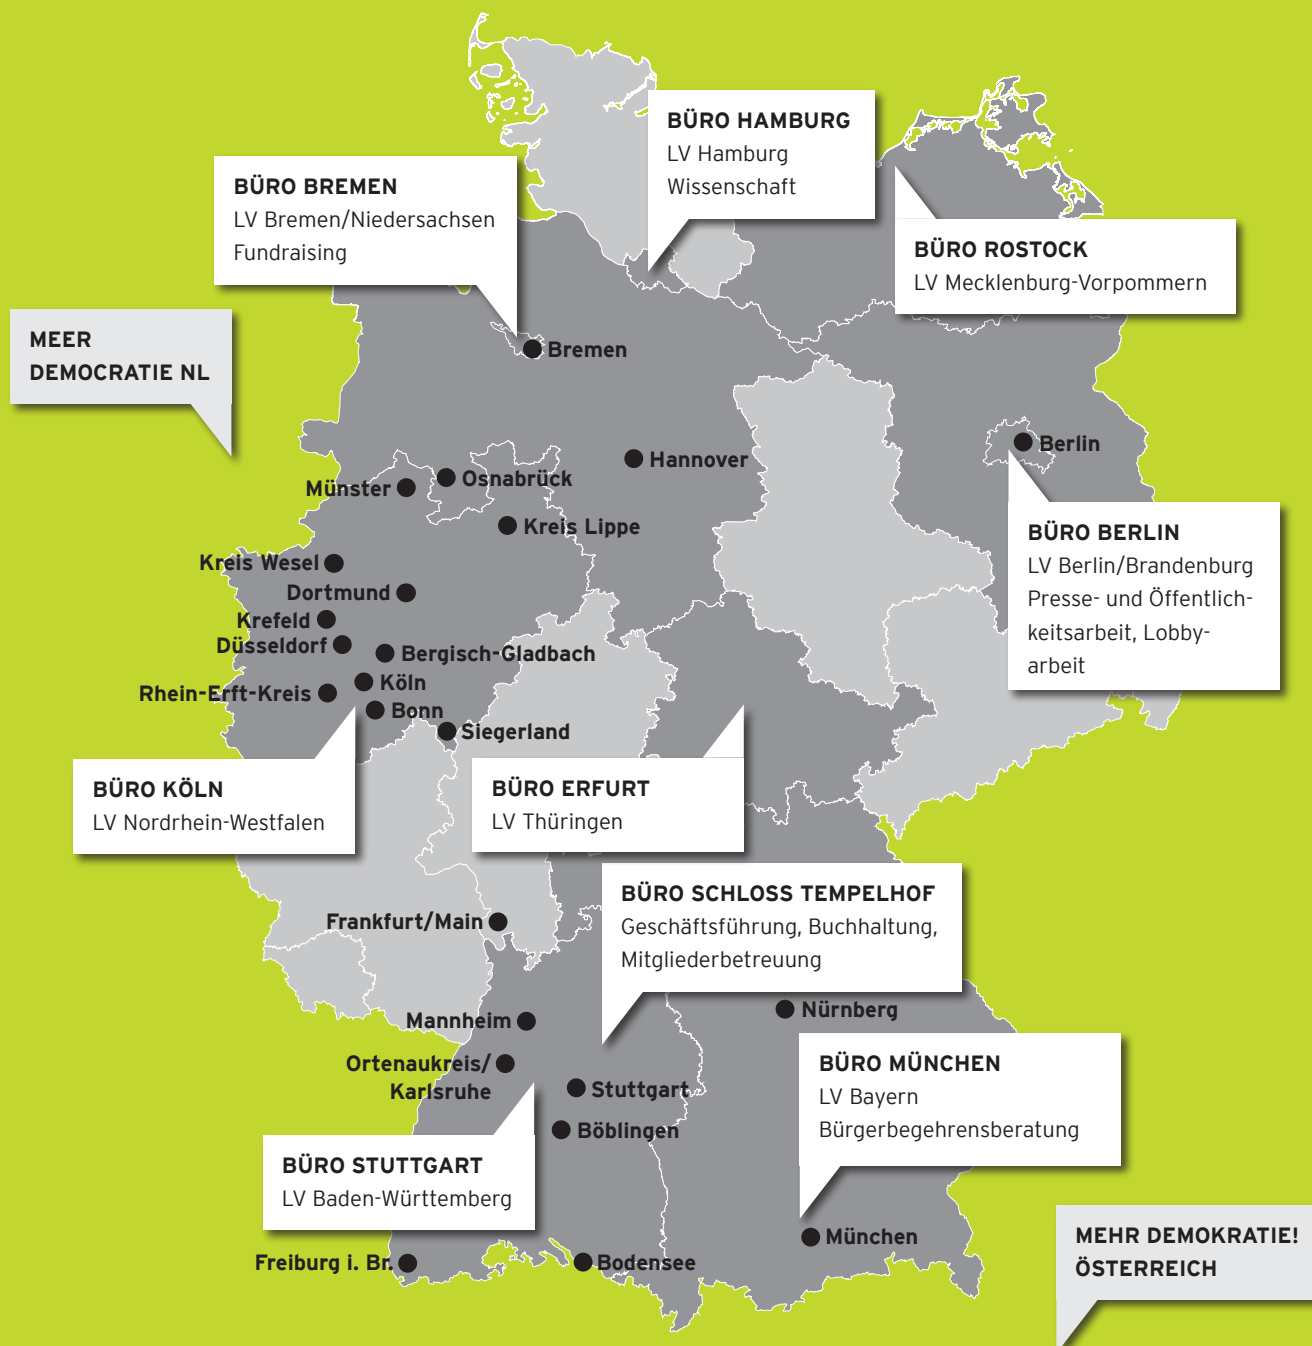 BÜRO HAMBURG
LV Hamburg
Wissenschaft
BÜRO BREMEN
LV Bremen/Niedersachsen
Fundraising
BÜRO ROSTOCK
LV Mecklenburg-Vorpommern
MEER
DEMOCRATIE NL
Bremen
Berlin
Hannover
Osnabrück
Münster
Kreis Lippe
BÜRO BERLIN
LV Berlin/Brandenburg
Presse- und Öffentlich-
keitsarbeit, Lobby-
arbeit
Kreis Wesel
Dortmund
Krefeld
Düsseldorf
Bergisch-Gladbach
Köln
Rhein-Erft-Kreis
Bonn
Siegerland
BÜRO KÖLN
LV Nordrhein-Westfalen
BÜRO ERFURT
LV Thüringen
BÜRO SCHLOSS TEMPELHOF
Geschäftsführung, Buchhaltung,
Mitgliederbetreuung
Frankfurt/Main
Nürnberg
Mannheim
Ortenaukreis/
Karlsruhe
Stuttgart
Böblingen
BÜRO MÜNCHEN
LV Bayern
Bürgerbegehrensberatung
BÜRO STUTTGART
LV Baden-Württemberg
München
MEHR DEMOKRATIE!
ÖSTERREICH
Freiburg i. Br.
Bodensee